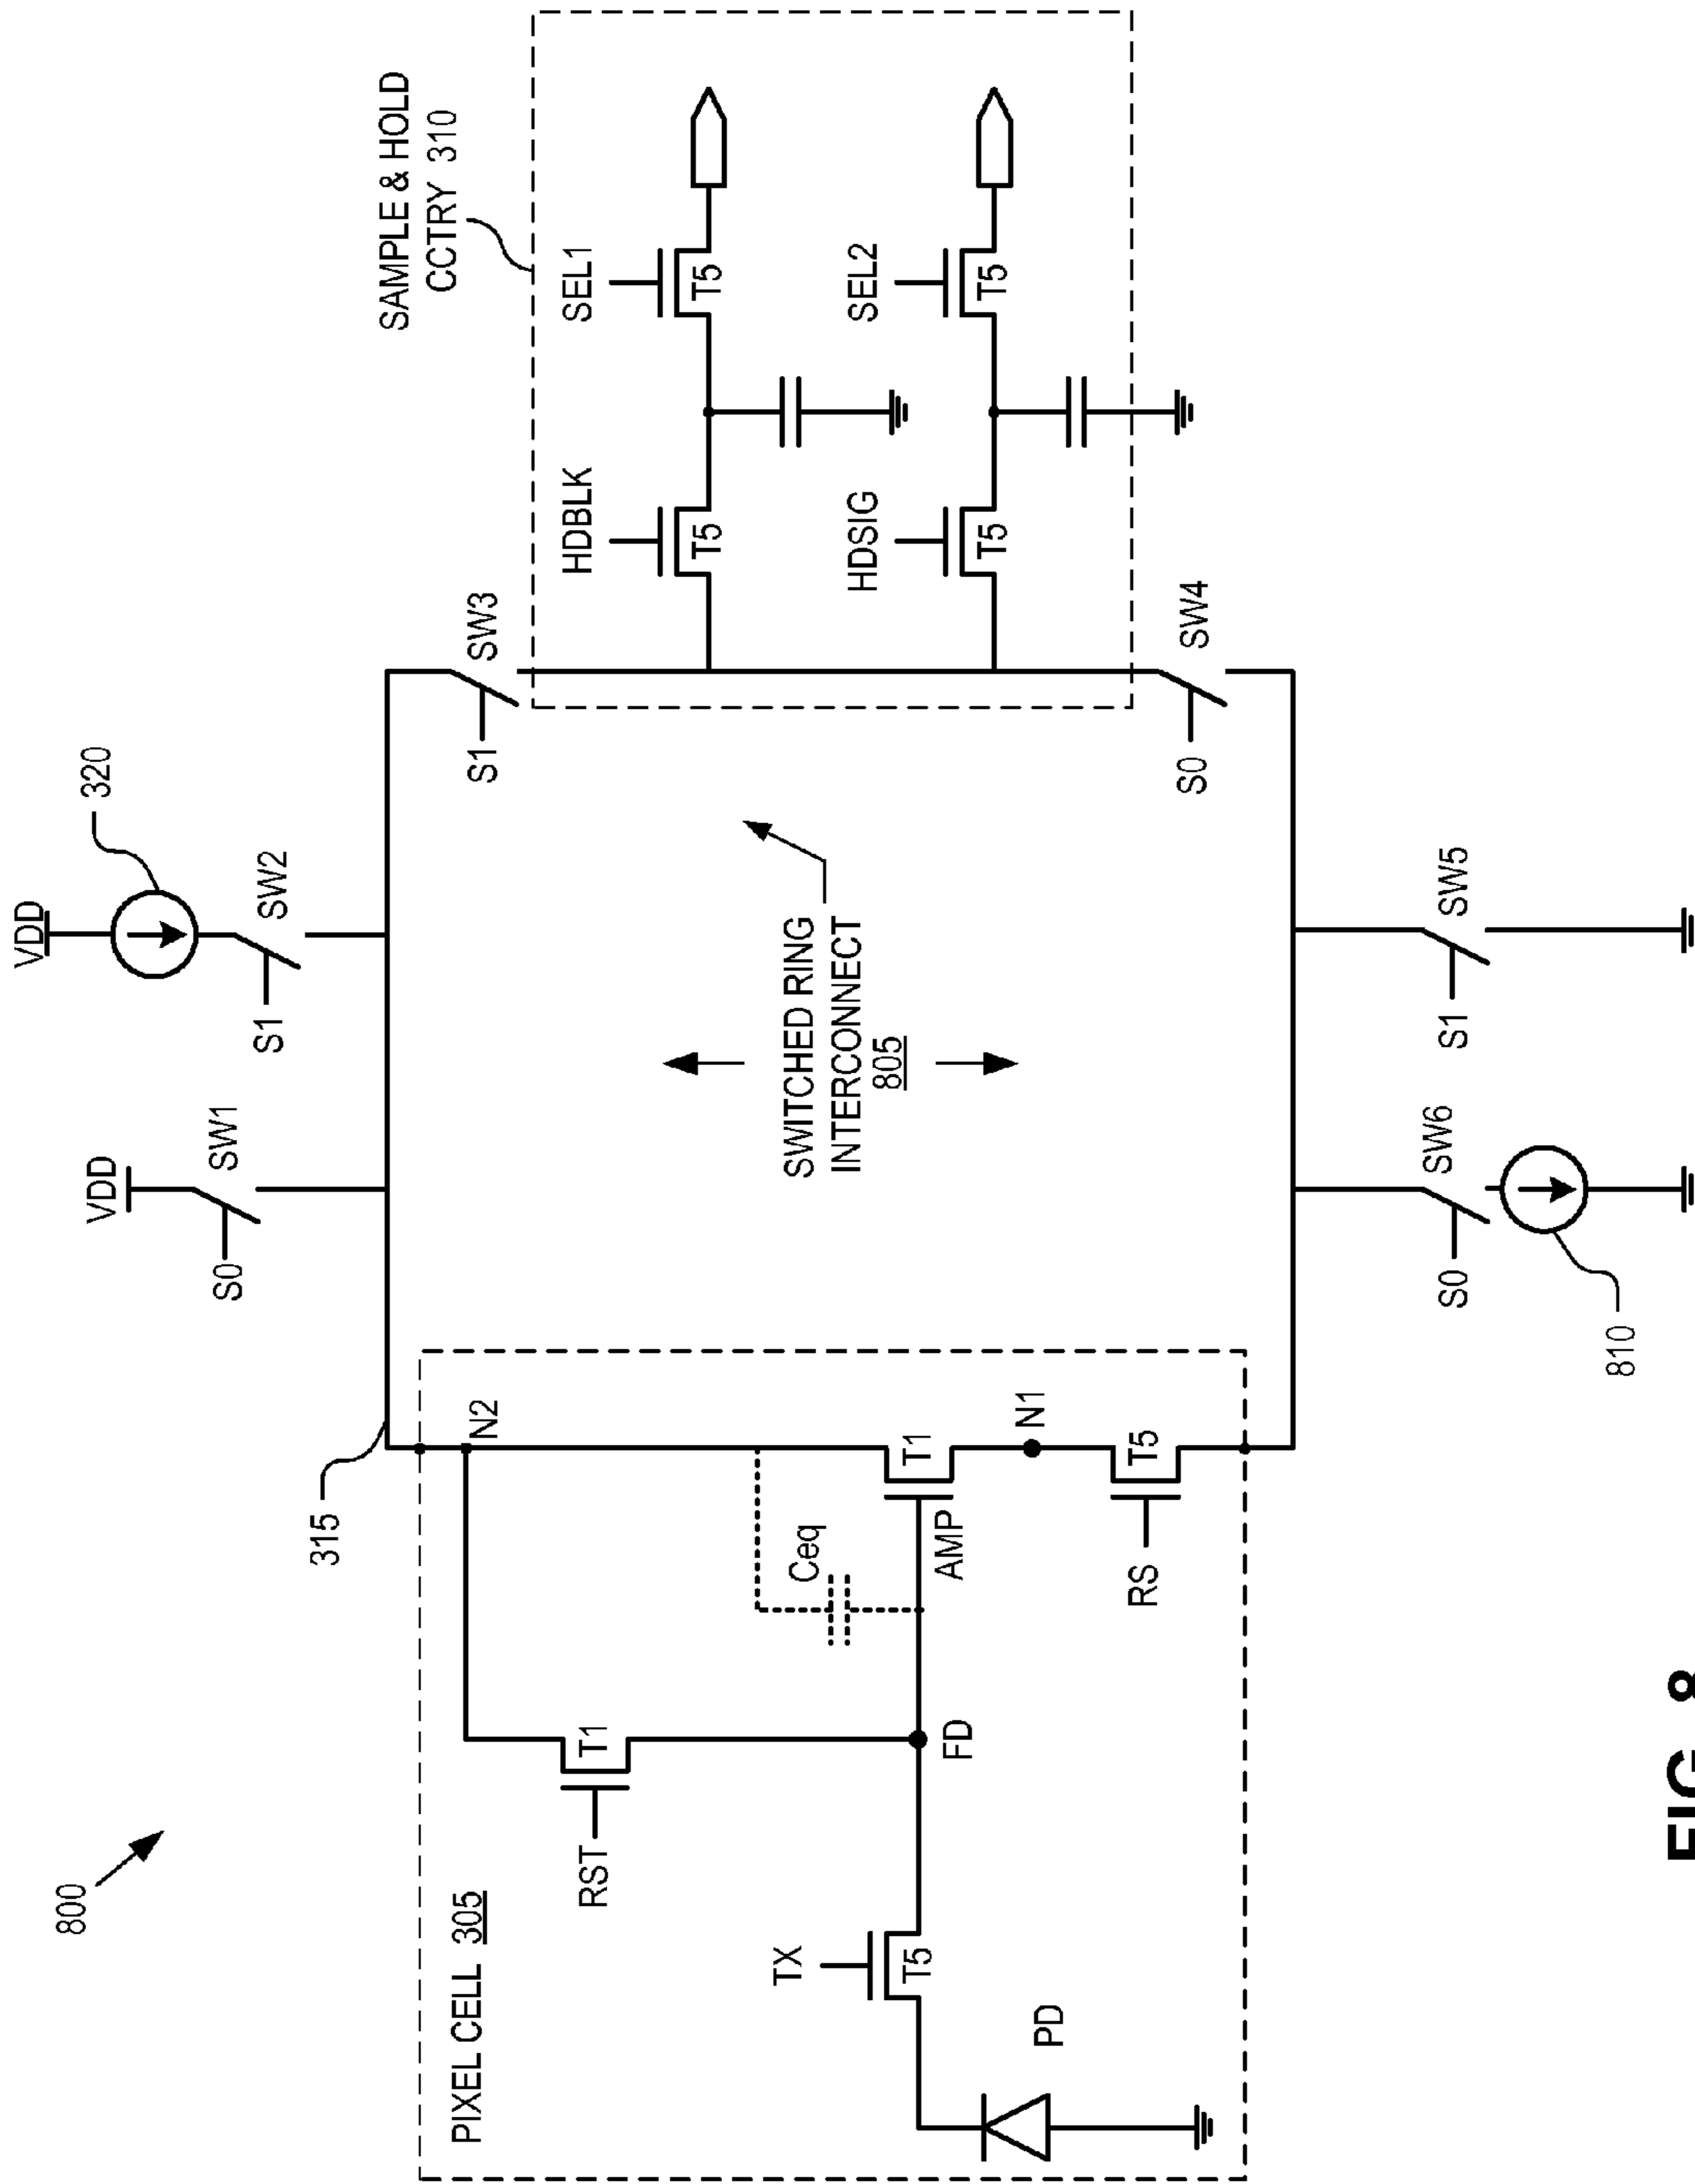 800
PIXEL CELL 305
TX
T5
PD
RST
T1
FD
Ceq
AMP
T1
N1
N2
RS
T5
315
VDD
S0
SW1
VDD
320
S1
SW2
SWITCHED RING
INTERCONNECT
805
S0
SW6
810
S1
SW5
S1
SW3
S0
SW4
SAMPLE & HOLD
CCTRY 310
HDBLK
T5
SEL1
T5
HDSIG
T5
SEL2
T5